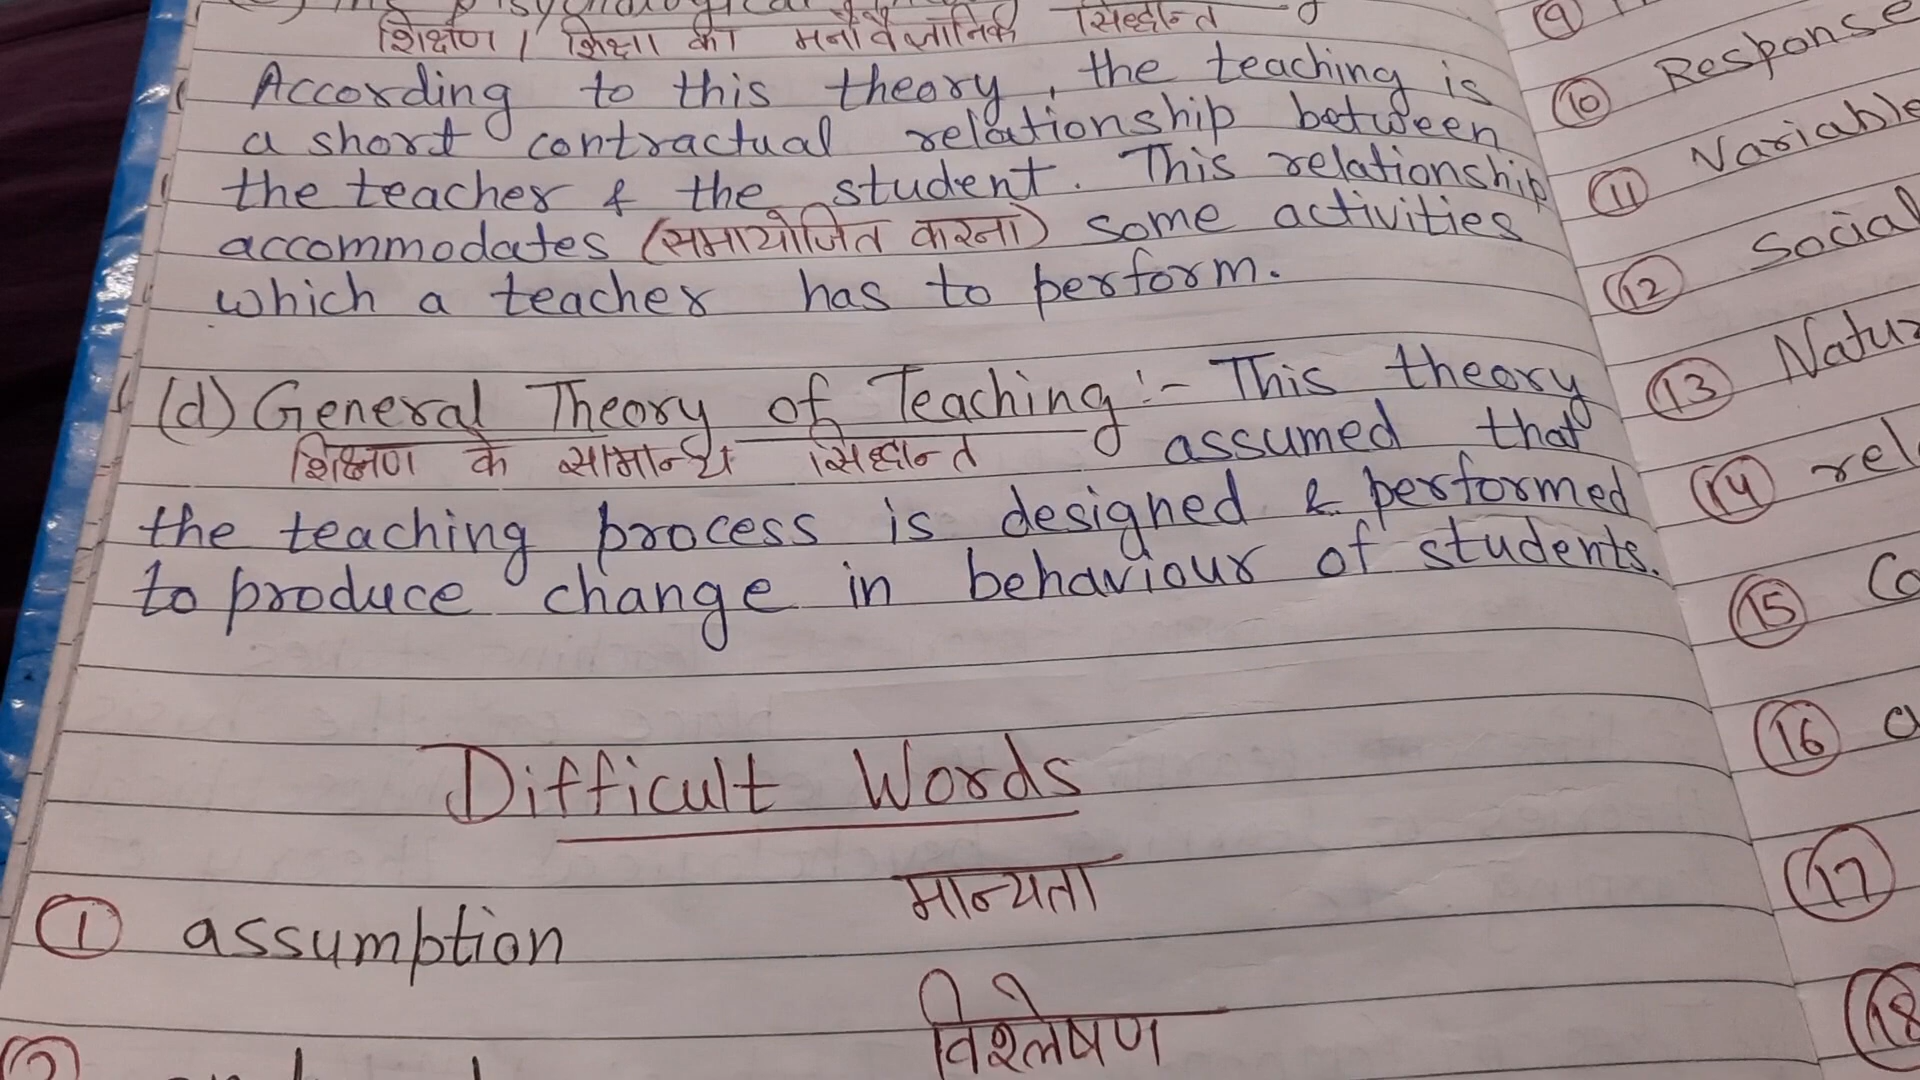 शिक्षण / शिक्षा का मनोवैज्ञानिक सिद्धान्त
According to this theory, the teaching is
a short contractual relationship between
the teacher & the student. This relationship
accommodates (समायोजित करना) some activities
which a teacher has to perform.
(d) General Theory of Teaching :- This theory
शिक्षण के सामान्य सिद्धान्त assumed that
the teaching process is designed & performed
to produce change in behaviour of students.
Difficult Words
① assumption मान्यता
विश्लेषण
⑨
⑩ Response
⑪ Variable
⑫ Social
⑬ Natur
⑭ rel
⑮ Co
⑯
⑰
⑱